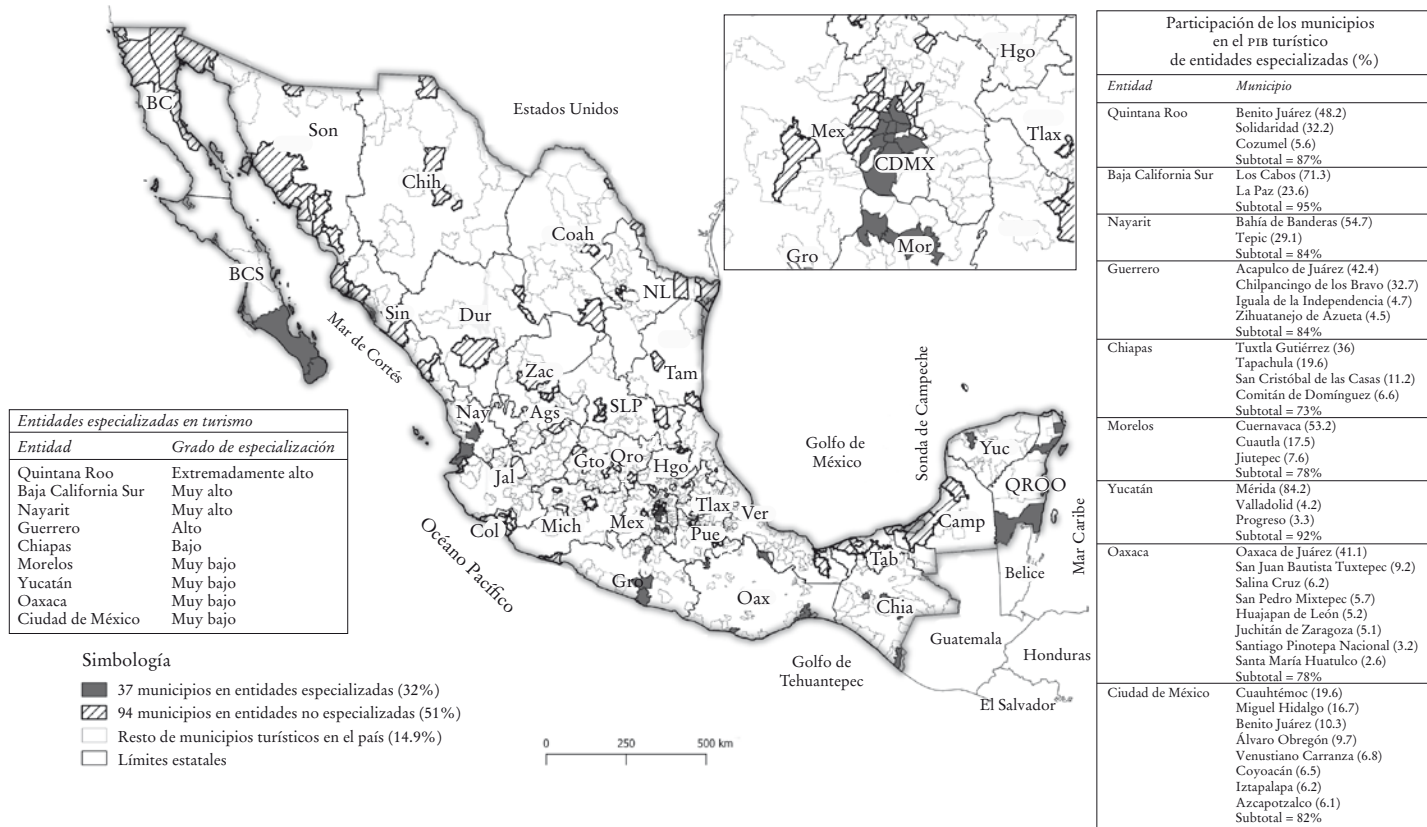 Estados Unidos
BC
Son
Chih
Coah
BCS
NL
Sin
Dur
Mar de Cortés
Zac
Tam
Nay
Ags
SLP
Jal
Gto
Qro
Hgo
Col
Mich
Mex
Tlax
Ver
Pue
Gro
Oax
Océano Pacífico
Golfo de
México
Sonda de Campeche
Yuc
QROO
Camp
Tab
Chia
Mar Caribe
Belice
Guatemala
Honduras
El Salvador
Golfo de
Tehuantepec
Hgo
Mex
Tlax
CDMX
Mor
Gro
Entidades especializadas en turismo
Entidad Grado de especialización
Quintana Roo Extremadamente alto
Baja California Sur Muy alto
Nayarit Muy alto
Guerrero Alto
Chiapas Bajo
Morelos Muy bajo
Yucatán Muy bajo
Oaxaca Muy bajo
Ciudad de México Muy bajo
Simbología
37 municipios en entidades especializadas (32%)
94 municipios en entidades no especializadas (51%)
Resto de municipios turísticos en el país (14.9%)
Límites estatales
0 250 500 km
Participación de los municipios
en el PIB turístico
de entidades especializadas (%)
Entidad Municipio
Quintana Roo Benito Juárez (48.2)
Solidaridad (32.2)
Cozumel (5.6)
Subtotal = 87%
Baja California Sur Los Cabos (71.3)
La Paz (23.6)
Subtotal = 95%
Nayarit Bahía de Banderas (54.7)
Tepic (29.1)
Subtotal = 84%
Guerrero Acapulco de Juárez (42.4)
Chilpancingo de los Bravo (32.7)
Iguala de la Independencia (4.7)
Zihuatanejo de Azueta (4.5)
Subtotal = 84%
Chiapas Tuxtla Gutiérrez (36)
Tapachula (19.6)
San Cristóbal de las Casas (11.2)
Comitán de Domínguez (6.6)
Subtotal = 73%
Morelos Cuernavaca (53.2)
Cuautla (17.5)
Jiutepec (7.6)
Subtotal = 78%
Yucatán Mérida (84.2)
Valladolid (4.2)
Progreso (3.3)
Subtotal = 92%
Oaxaca Oaxaca de Juárez (41.1)
San Juan Bautista Tuxtepec (9.2)
Salina Cruz (6.2)
San Pedro Mixtepec (5.7)
Huajapan de León (5.2)
Juchitán de Zaragoza (5.1)
Santiago Pinotepa Nacional (3.2)
Santa María Huatulco (2.6)
Subtotal = 78%
Ciudad de México Cuauhtémoc (19.6)
Miguel Hidalgo (16.7)
Benito Juárez (10.3)
Álvaro Obregón (9.7)
Venustiano Carranza (6.8)
Coyoacán (6.5)
Iztapalapa (6.2)
Azcapotzalco (6.1)
Subtotal = 82%